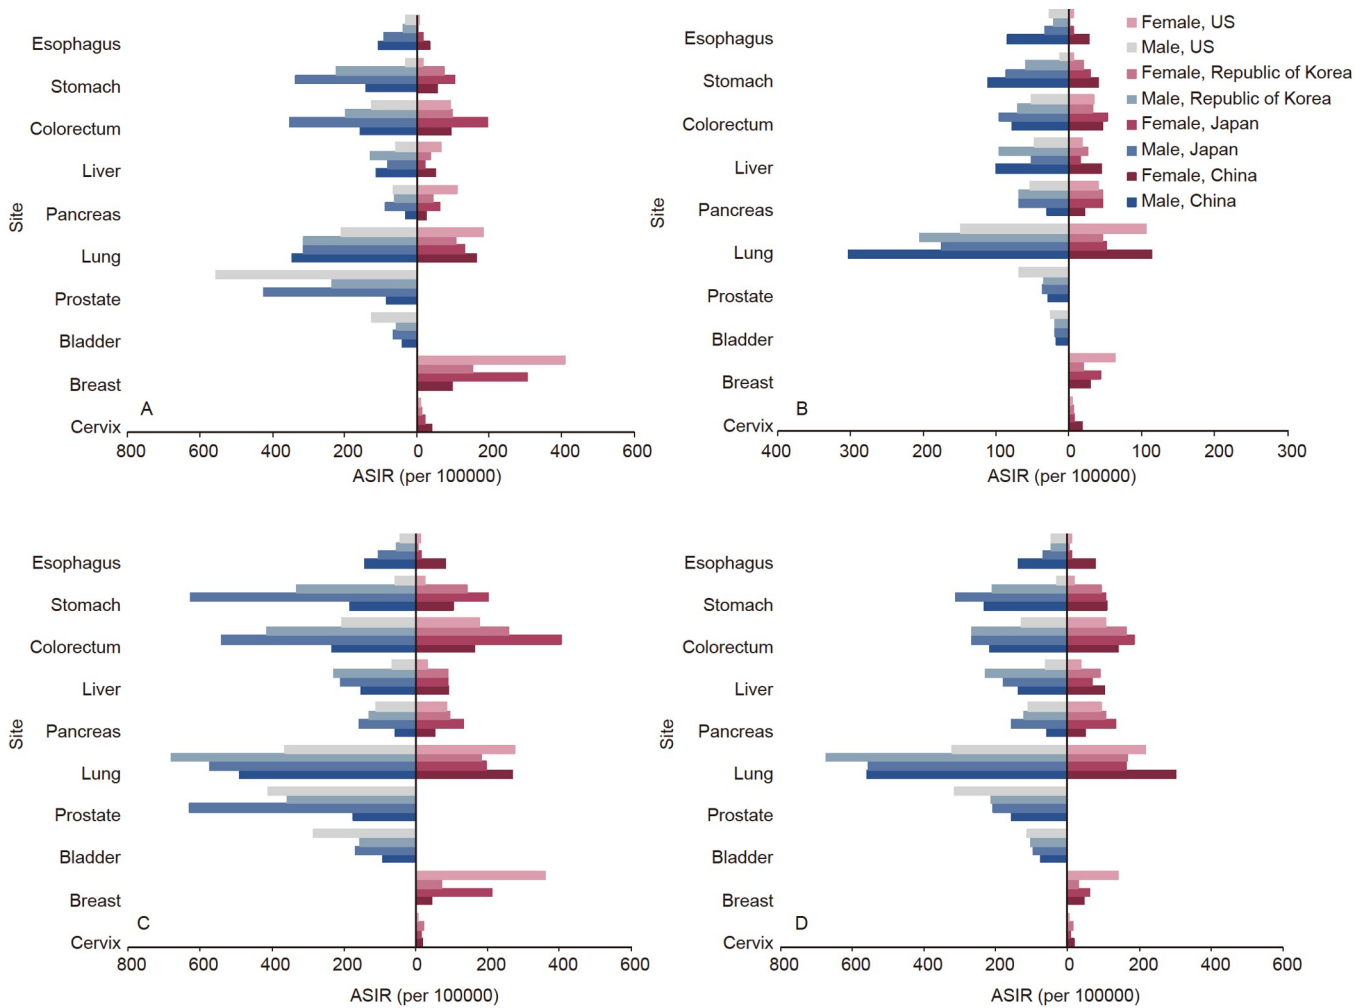 Esophagus
Stomach
Colorectum
Liver
Pancreas
Lung
Prostate
Bladder
Breast
Cervix
Site
A
800 600 400 200 0 200 400 600
ASIR (per 100000)
Esophagus
Stomach
Colorectum
Liver
Pancreas
Lung
Prostate
Bladder
Breast
Cervix
Site
B
400 300 200 100 0 100 200 300
ASIR (per 100000)
Female, US
Male, US
Female, Republic of Korea
Male, Republic of Korea
Female, Japan
Male, Japan
Female, China
Male, China
Esophagus
Stomach
Colorectum
Liver
Pancreas
Lung
Prostate
Bladder
Breast
Cervix
Site
C
800 600 400 200 0 200 400 600
ASIR (per 100000)
Esophagus
Stomach
Colorectum
Liver
Pancreas
Lung
Prostate
Bladder
Breast
Cervix
Site
D
800 600 400 200 0 200 400 600
ASIR (per 100000)